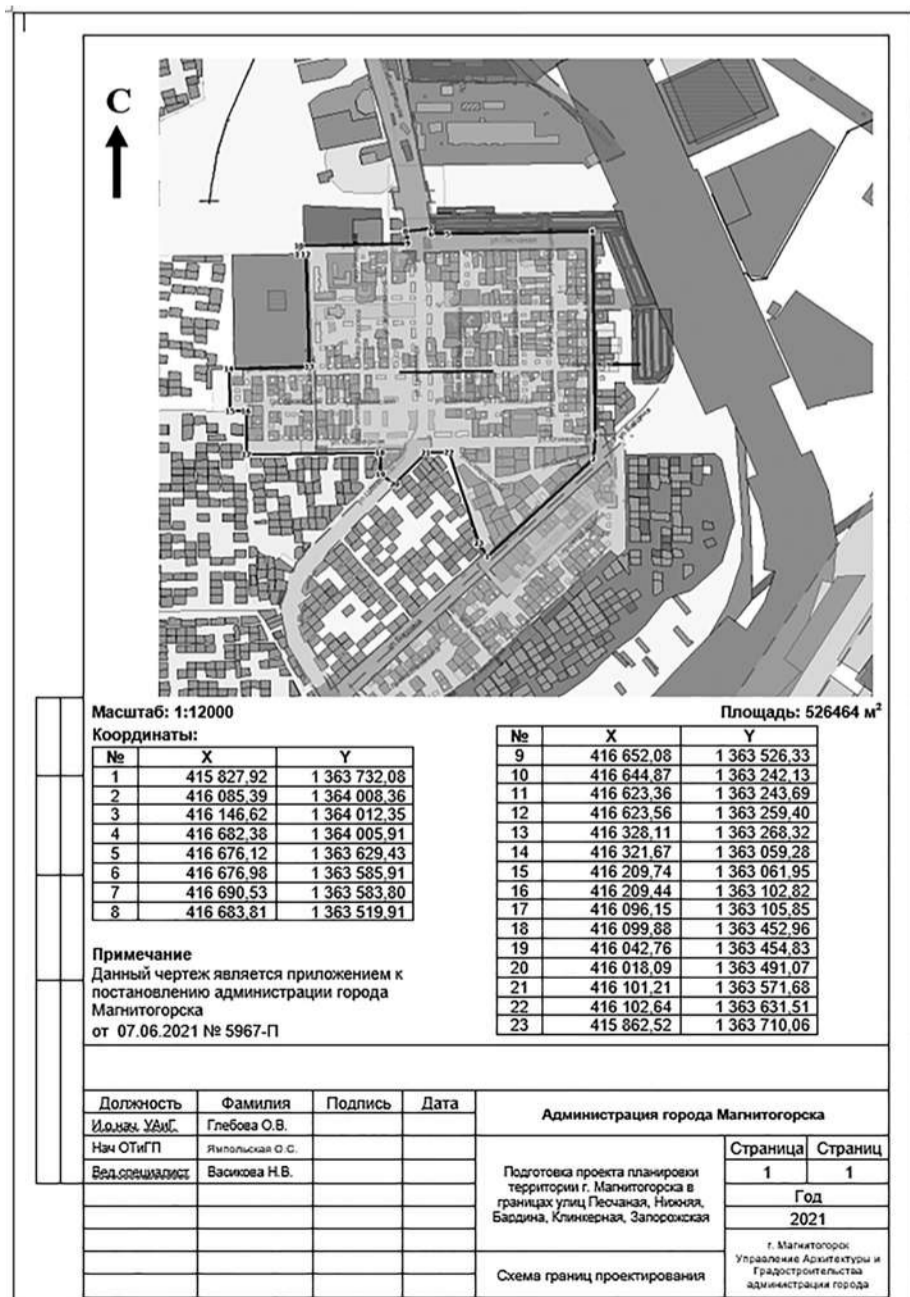 С
ул.Песчаная
Масштаб: 1:12000
Площадь: 526464 м²
Координаты:
№ X Y
1 415 827,92 1 363 732,08
2 416 085,39 1 364 008,36
3 416 146,62 1 364 012,35
4 416 682,38 1 364 005,91
5 416 676,12 1 363 629,43
6 416 676,98 1 363 585,91
7 416 690,53 1 363 583,80
8 416 683,81 1 363 519,91
№ X Y
9 416 652,08 1 363 526,33
10 416 644,87 1 363 242,13
11 416 623,36 1 363 243,69
12 416 623,56 1 363 259,40
13 416 328,11 1 363 268,32
14 416 321,67 1 363 059,28
15 416 209,74 1 363 061,95
16 416 209,44 1 363 102,82
17 416 096,15 1 363 105,85
18 416 099,88 1 363 452,96
19 416 042,76 1 363 454,83
20 416 018,09 1 363 491,07
21 416 101,21 1 363 571,68
22 416 102,64 1 363 631,51
23 415 862,52 1 363 710,06
Примечание
Данный чертеж является приложением к
постановлению администрации города
Магнитогорска
от 07.06.2021 № 5967-П
Должность Фамилия Подпись Дата
И.о.нач. УАиГ. Глебова О.В.
Нач ОТиГП Ямпольская О.С.
Вед.специалист Васикова Н.В.
Администрация города Магнитогорска
Подготовка проекта планировки
территории г. Магнитогорска в
границах улиц Песчаная, Нижняя,
Бардина, Клинкерная, Запорожская
Страница Страниц
1 1
Год
2021
Схема границ проектирования
г. Магнитогорск
Управление Архитектуры и
Градостроительства
администрации города